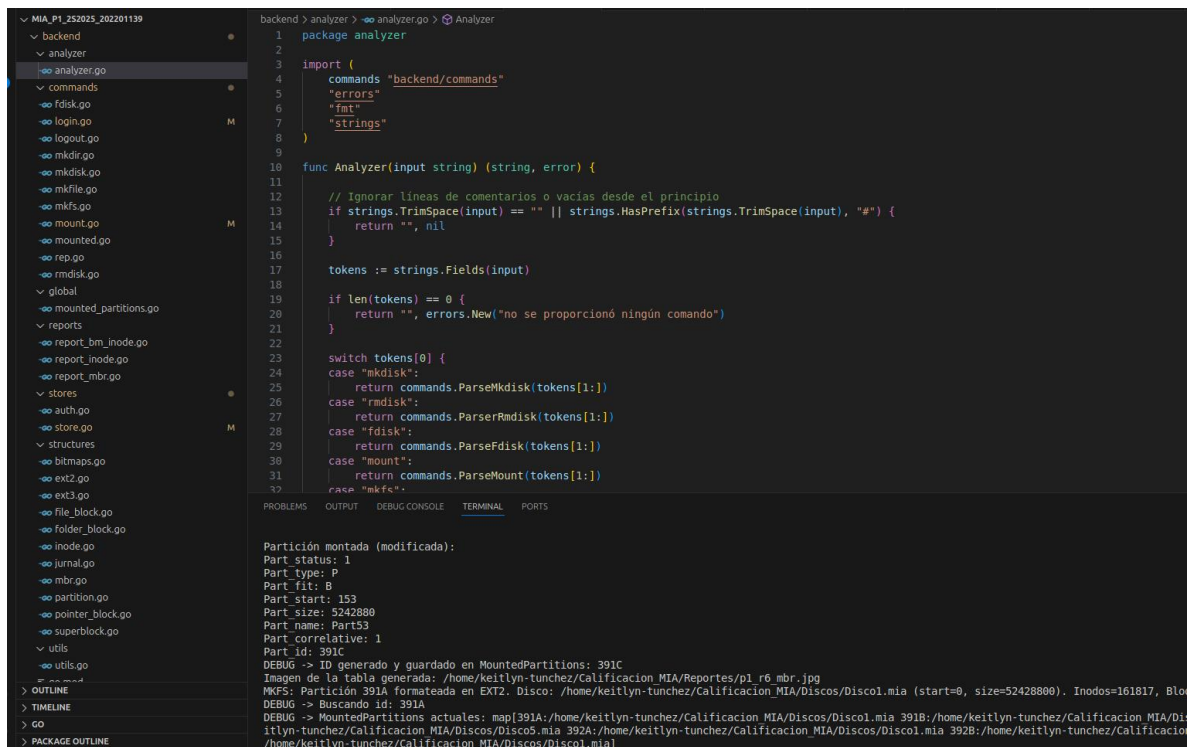 MIA_P1_2S2025_202201139
backend
analyzer
analyzer.go
commands
fdisk.go
login.go M
logout.go
mkdir.go
mkdisk.go
mkfile.go
mkfs.go
mount.go M
mounted.go
rep.go
rmdisk.go
global
mounted_partitions.go
reports
report_bm_inode.go
report_inode.go
report_mbr.go
stores
auth.go
store.go M
structures
bitmaps.go
ext2.go
ext3.go
file_block.go
folder_block.go
inode.go
jurnal.go
mbr.go
partition.go
pointer_block.go
superblock.go
utils
utils.go
OUTLINE
TIMELINE
GO
PACKAGE OUTLINE
backend > analyzer > analyzer.go > Analyzer
1 package analyzer
2
3 import (
4 commands "backend/commands"
5 "errors"
6 "fmt"
7 "strings"
8 )
9
10 func Analyzer(input string) (string, error) {
11
12 // Ignorar líneas de comentarios o vacías desde el principio
13 if strings.TrimSpace(input) == "" || strings.HasPrefix(strings.TrimSpace(input), "#") {
14 return "", nil
15 }
16
17 tokens := strings.Fields(input)
18
19 if len(tokens) == 0 {
20 return "", errors.New("no se proporcionó ningún comando")
21 }
22
23 switch tokens[0] {
24 case "mkdisk":
25 return commands.ParseMkdisk(tokens[1:])
26 case "rmdisk":
27 return commands.ParserRmdisk(tokens[1:])
28 case "fdisk":
29 return commands.ParseFdisk(tokens[1:])
30 case "mount":
31 return commands.ParseMount(tokens[1:])
32 case "mkfs":
PROBLEMS OUTPUT DEBUG CONSOLE TERMINAL PORTS
Partición montada (modificada):
Part_status: 1
Part_type: P
Part_fit: B
Part_start: 153
Part_size: 5242880
Part_name: Part53
Part_correlative: 1
Part_id: 391C
DEBUG -> ID generado y guardado en MountedPartitions: 391C
Imagen de la tabla generada: /home/keitlyn-tunchez/Calificacion_MIA/Reportes/p1_r6_mbr.jpg
MKFS: Partición 391A formateada en EXT2. Disco: /home/keitlyn-tunchez/Calificacion_MIA/Discos/Disco1.mia (start=0, size=52428800). Inodos=161817, Bloc
DEBUG -> Buscando id: 391A
DEBUG -> MountedPartitions actuales: map[391A:/home/keitlyn-tunchez/Calificacion_MIA/Discos/Disco1.mia 391B:/home/keitlyn-tunchez/Calificacion_MIA/Dis
itlyn-tunchez/Calificacion_MIA/Discos/Disco5.mia 392A:/home/keitlyn-tunchez/Calificacion_MIA/Discos/Disco1.mia 392B:/home/keitlyn-tunchez/Calificacion
/home/keitlyn-tunchez/Calificacion_MIA/Discos/Disco1.mia]